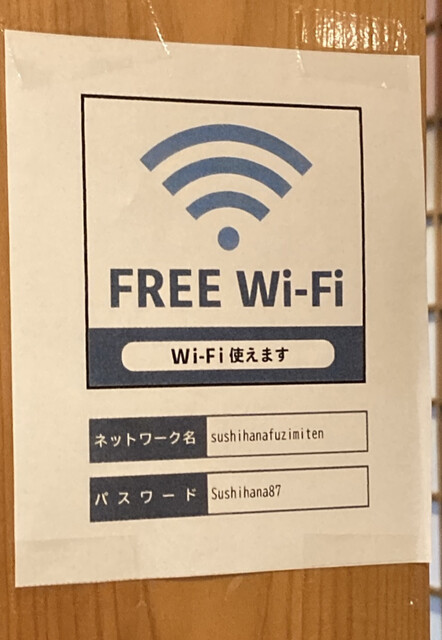 FREE Wi-Fi
Wi-Fi 使えます
ネットワーク名 sushihanafuzimiten
パスワード Sushihana87